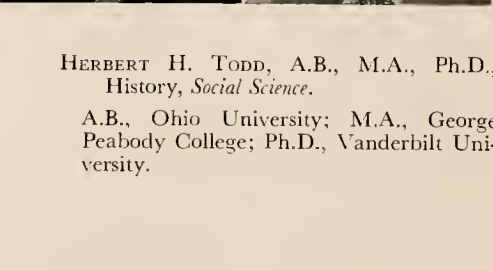 HERBERT H. TODD, A.B., M.A., Ph.D.,
History, Social Science.
A.B., Ohio University; M.A., George
Peabody College; Ph.D., Vanderbilt Uni-
versity.